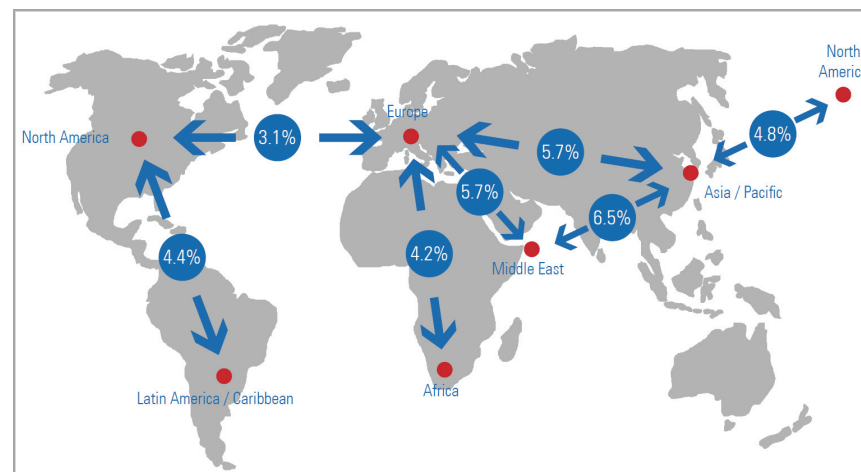 North
America
Europe
North America
3.1%
4.8%
5.7%
Asia / Pacific
5.7%
6.5%
4.4%
4.2%
Middle East
Latin America / Caribbean
Africa